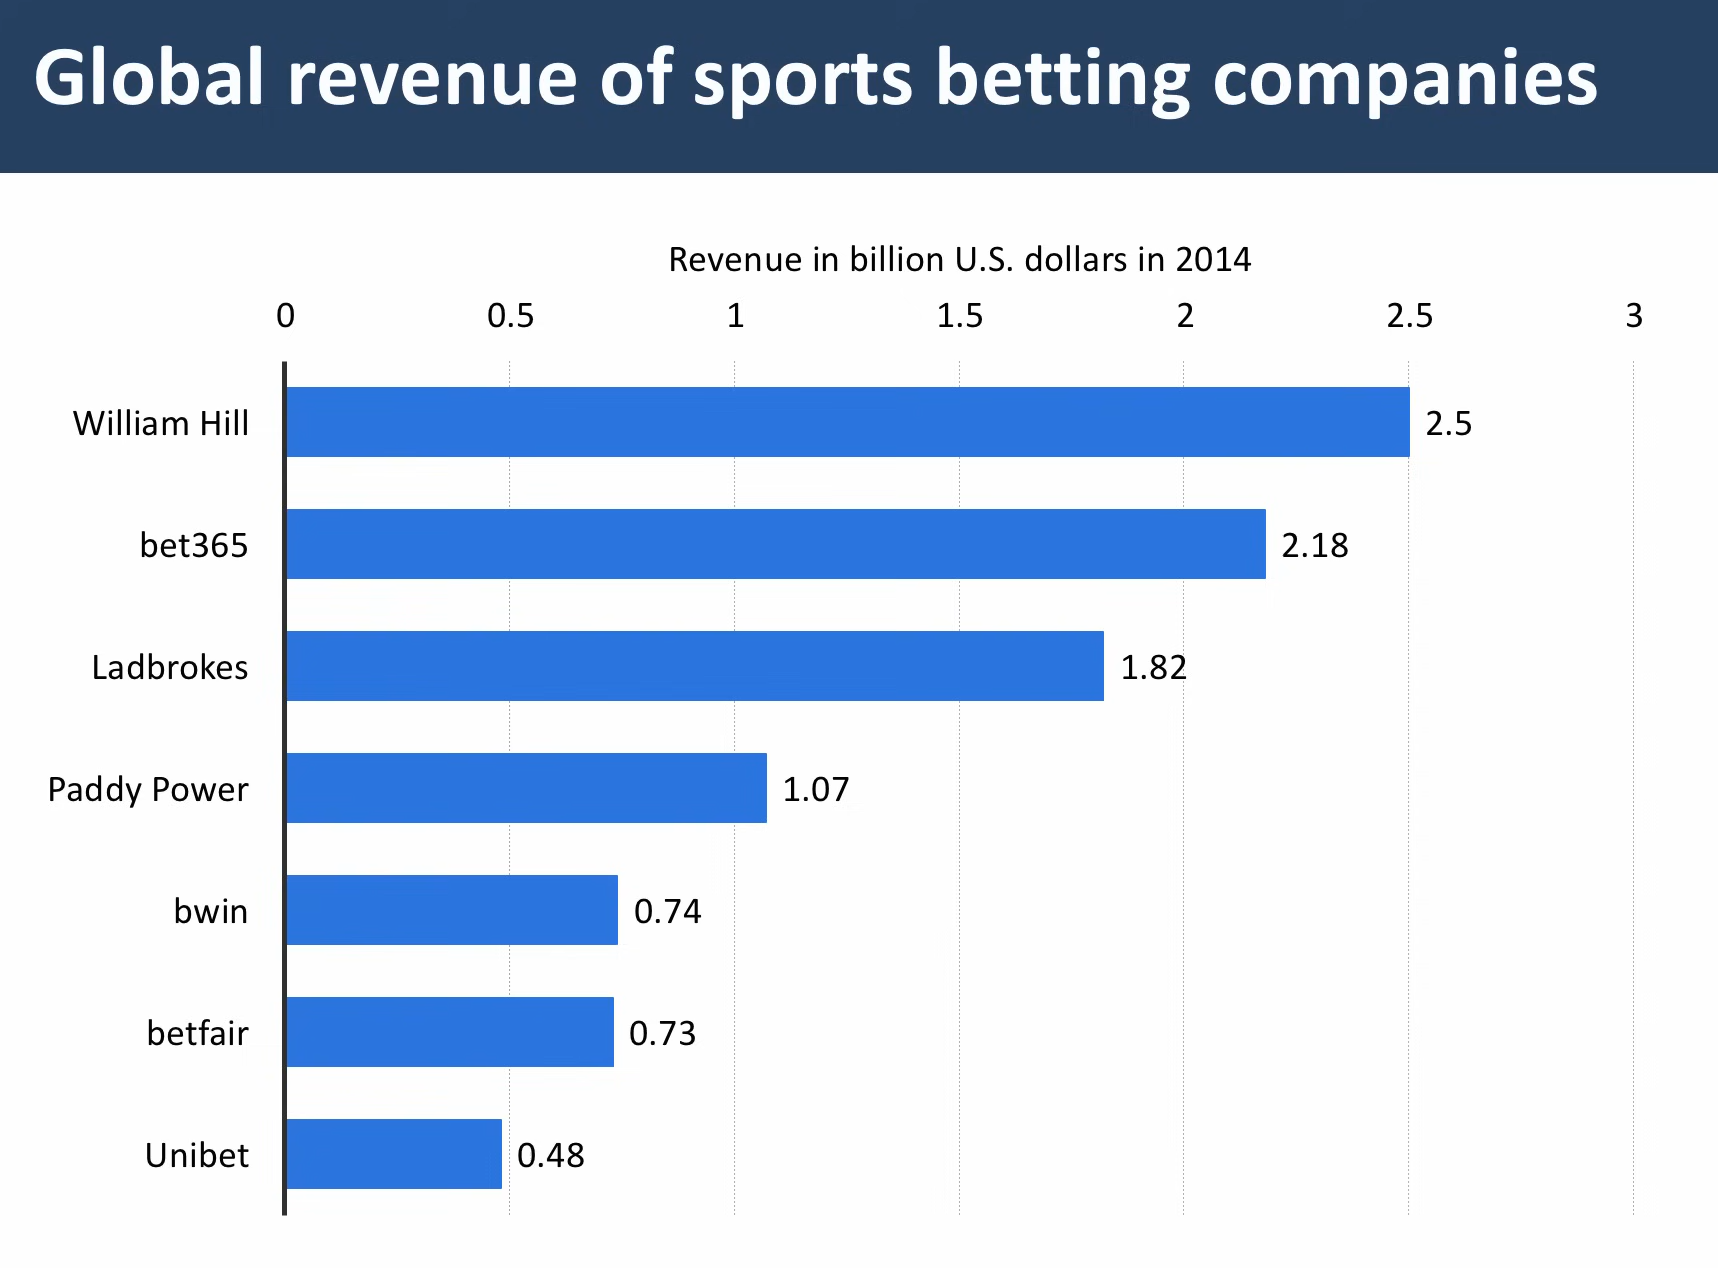 Global revenue of sports betting companies
Revenue in billion U.S. dollars in 2014
0 0.5 1 1.5 2 2.5 3
William Hill 2.5
bet365 2.18
Ladbrokes 1.82
Paddy Power 1.07
bwin 0.74
betfair 0.73
Unibet 0.48